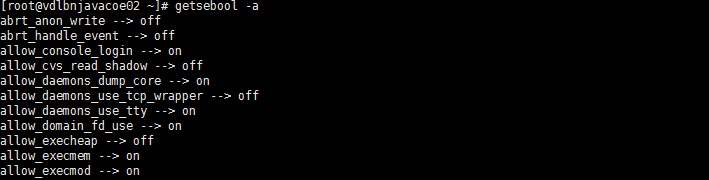 [root@vdlbnjavacoe02 ~]# getsebool -a
abrt_anon_write --> off
abrt_handle_event --> off
allow_console_login --> on
allow_cvs_read_shadow --> off
allow_daemons_dump_core --> on
allow_daemons_use_tcp_wrapper --> off
allow_daemons_use_tty --> on
allow_domain_fd_use --> on
allow_execheap --> off
allow_execmem --> on
allow_execmod --> on